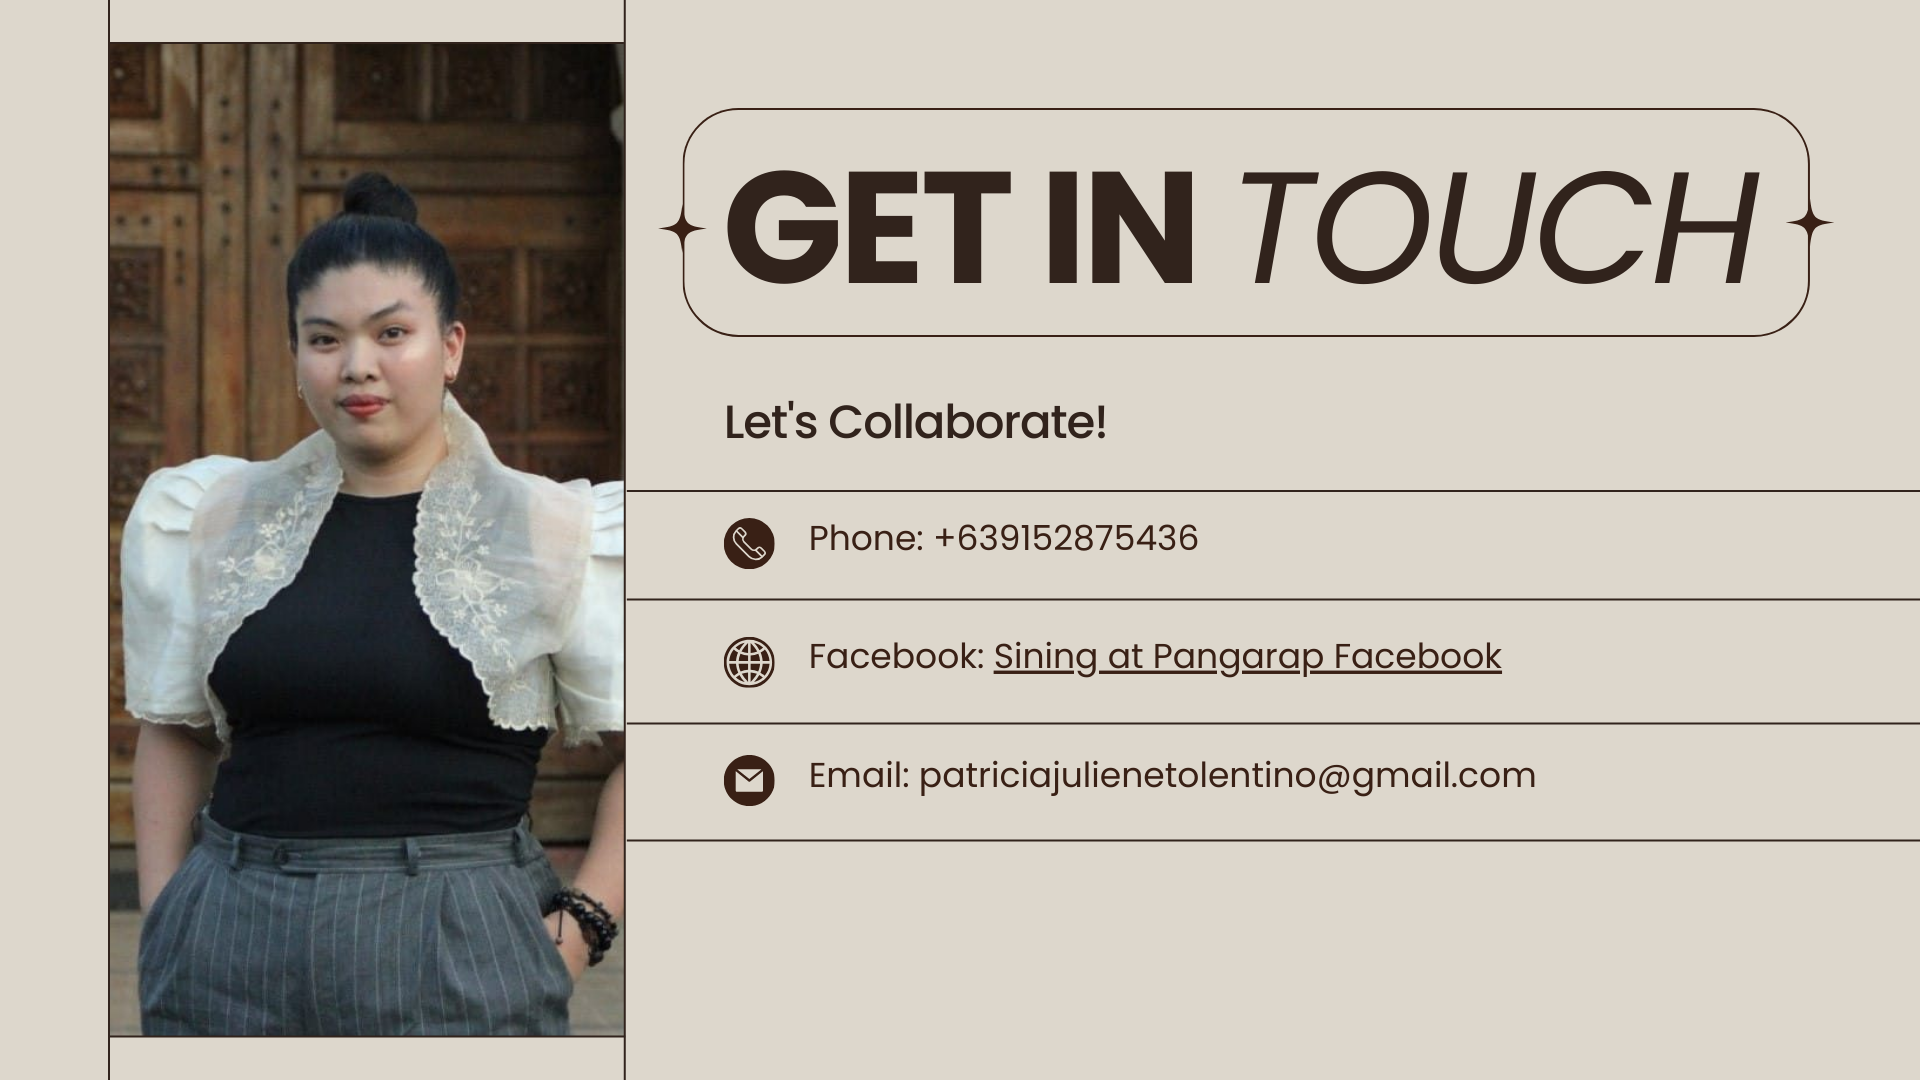 GET IN TOUCH
Let's Collaborate!
Phone: +639152875436
Facebook: Sining at Pangarap Facebook
Email: patriciajulienetolentino@gmail.com